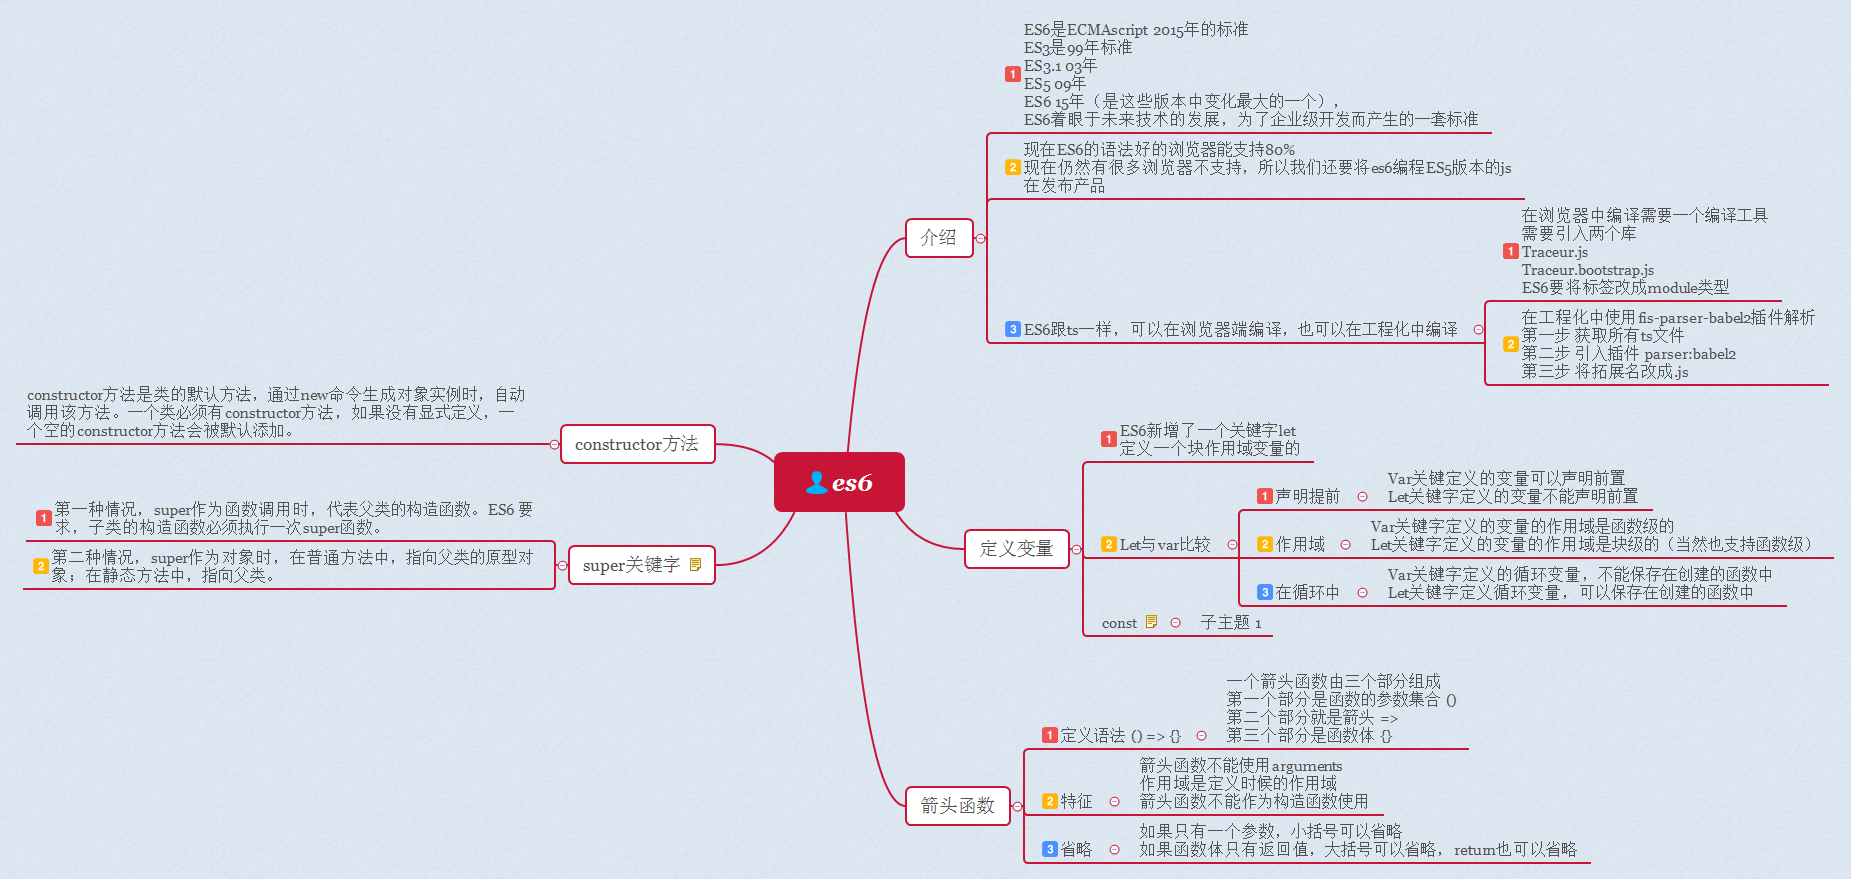 es6
介绍
1
ES6是ECMAscript 2015年的标准
ES3是99年标准
ES3.1 03年
ES5 09年
ES6 15年（是这些版本中变化最大的一个），
ES6着眼于未来技术的发展，为了企业级开发而产生的一套标准
2
现在ES6的语法好的浏览器能支持80%
现在仍然有很多浏览器不支持，所以我们还要将es6编程ES5版本的js
在发布产品
3
ES6跟ts一样，可以在浏览器端编译，也可以在工程化中编译
1
在浏览器中编译需要一个编译工具
需要引入两个库
Traceur.js
Traceur.bootstrap.js
ES6要将标签改成module类型
2
在工程化中使用 fis-parser-babel2插件解析
第一步 获取所有ts文件
第二步 引入插件 parser:babel2
第三步 将拓展名改成.js
定义变量
1
ES6新增了一个关键字let
定义一个块作用域变量的
2
Let与var比较
1
声明提前
Var关键定义的变量可以声明前置
Let关键字定义的变量不能声明前置
2
作用域
Var关键字定义的变量的作用域是函数级的
Let关键字定义的变量的作用域是块级的（当然也支持函数级）
3
在循环中
Var关键字定义的循环变量，不能保存在创建的函数中
Let关键字定义循环变量，可以保存在创建的函数中
const
子主题 1
箭头函数
1
定义语法 () => {}
一个箭头函数由三个部分组成
第一个部分是函数的参数集合 ()
第二个部分就是箭头 =>
第三个部分是函数体 {}
2
特征
箭头函数不能使用 arguments
作用域是定义时候的作用域
箭头函数不能作为构造函数使用
3
省略
如果只有一个参数，小括号可以省略
如果函数体只有返回值，大括号可以省略，return也可以省略
constructor方法
constructor方法是类的默认方法，通过new命令生成对象实例时，自动
调用该方法。一个类必须有constructor方法，如果没有显式定义，一
个空的constructor方法会被默认添加。
super关键字
1
第一种情况，super作为函数调用时，代表父类的构造函数。ES6 要
求，子类的构造函数必须执行一次super函数。
2
第二种情况，super作为对象时，在普通方法中，指向父类的原型对
象；在静态方法中，指向父类。